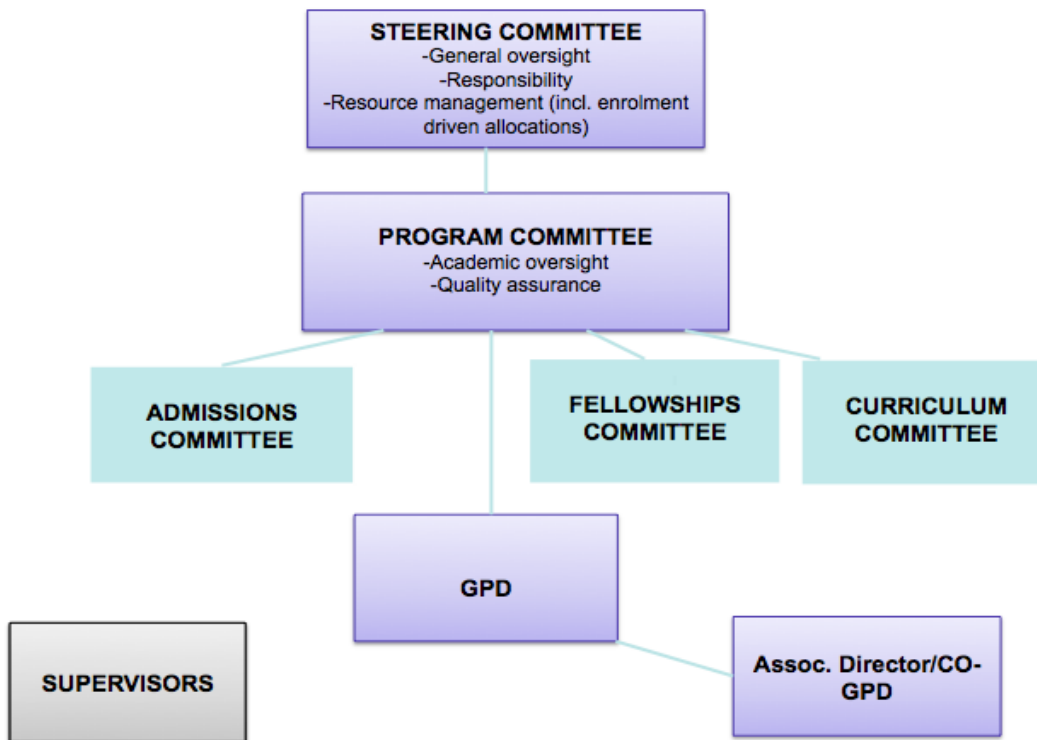 STEERING COMMITTEE
-General oversight
-Responsibility
-Resource management (incl. enrolment
driven allocations)
PROGRAM COMMITTEE
-Academic oversight
-Quality assurance
ADMISSIONS
COMMITTEE
FELLOWSHIPS
COMMITTEE
CURRICULUM
COMMITTEE
GPD
SUPERVISORS
Assoc. Director/CO-
GPD